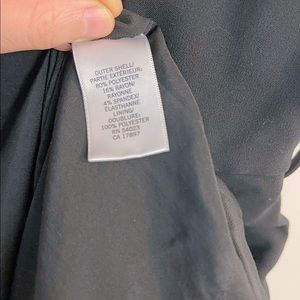 OUTER SHELL/
PARTIE EXTÉRIEUR:
80% POLYESTER
16% RAYON/
RAYONNE
4% SPANDEX/
ÉLASTHANNE
LINING/
DOUBLURE:
100% POLYESTER
RN 54023
CA 17897